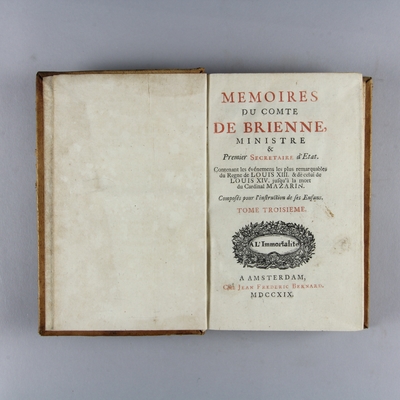 MEMOIRES
DU COMTE
DE BRIENNE,
MINISTRE
&
Premier SECRETAIRE d'Etat.
Contenant les événemens les plus remarquables
du Regne de LOUIS XIII. & de celui de
LOUIS XIV. jusqu'à la mort
du Cardinal MAZARIN.
Composés pour l'instruction de ses Enfans.
TOME TROISIEME.
A L'Immortalité
A AMSTERDAM,
Chés JEAN FREDERIC BERNARD.
MDCCXIX.